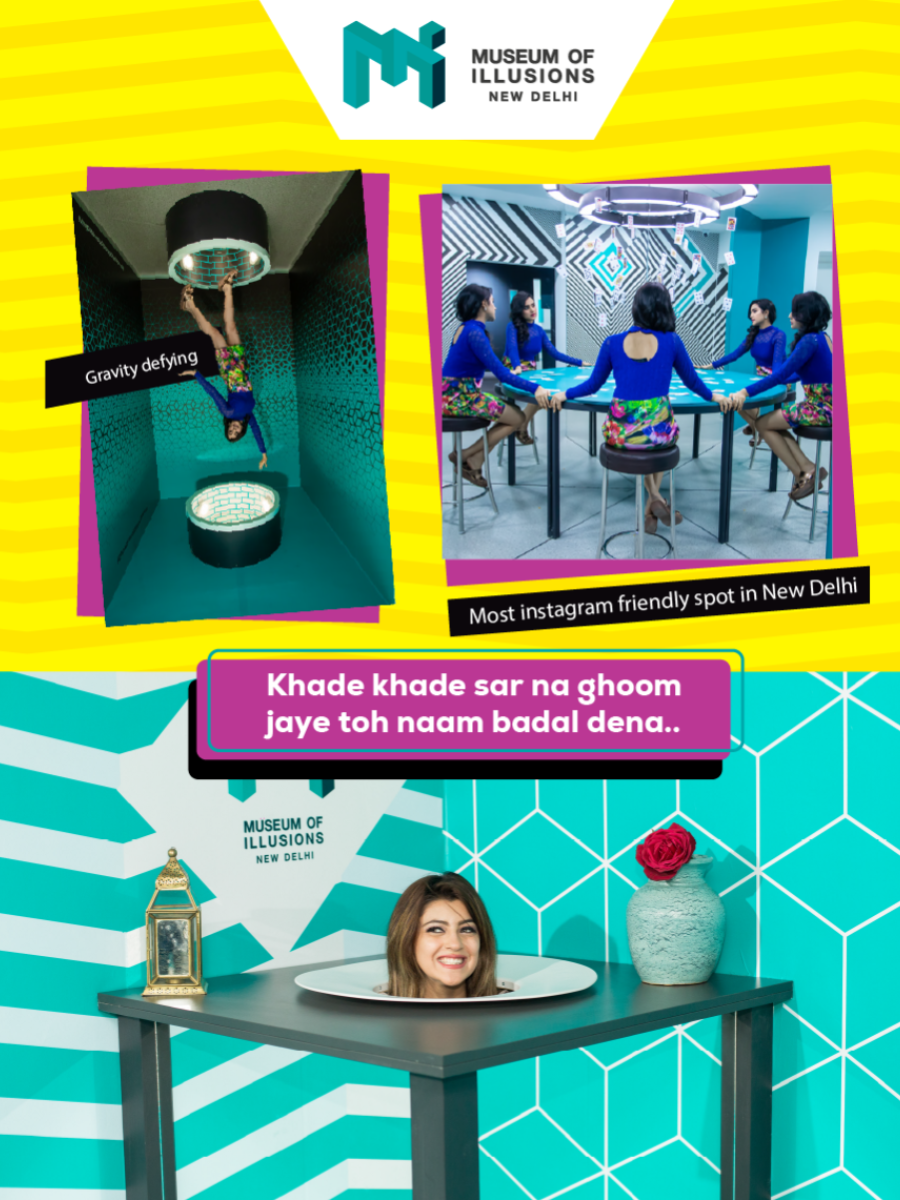 MUSEUM OF
ILLUSIONS
NEW DELHI
Gravity defying
Most instagram friendly spot in New Delhi
Khade khade sar na ghoom
jaye toh naam badal dena..
MUSEUM OF
ILLUSIONS
NEW DELHI